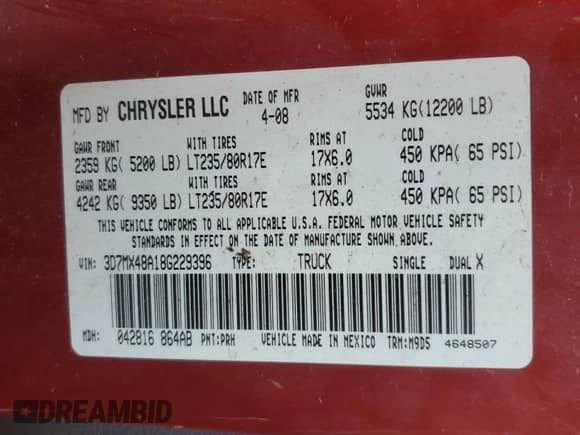 MFD BY CHRYSLER LLC DATE OF MFR 4-08 GVWR 5534 KG(12200 LB)
GAWR FRONT WITH TIRES RIMS AT COLD
2359 KG( 5200 LB) LT235/80R17E 17X6.0 450 KPA( 65 PSI)
GAWR REAR WITH TIRES RIMS AT COLD
4242 KG( 9350 LB) LT235/80R17E 17X6.0 450 KPA( 65 PSI)
THIS VEHICLE CONFORMS TO ALL APPLICABLE U.S.A. FEDERAL MOTOR VEHICLE SAFETY
STANDARDS IN EFFECT ON THE DATE OF MANUFACTURE SHOWN ABOVE.
VIN: 3D7MX48A18G229396 TYPE: TRUCK SINGLE DUAL X
MDH: 042816 864AB PNT:PRH VEHICLE MADE IN MEXICO TRM:M9D5 4648507
DREAMBID